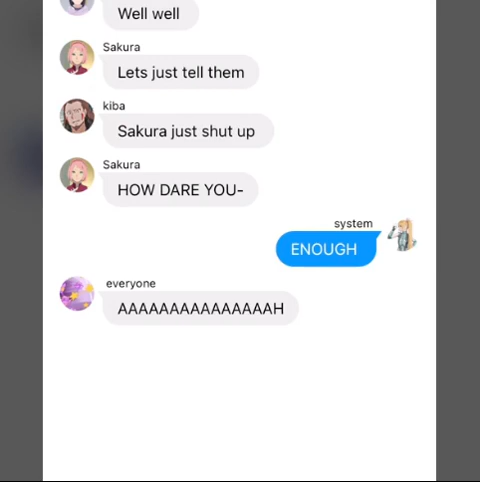 Well well
Sakura
Lets just tell them
kiba
Sakura just shut up
Sakura
HOW DARE YOU-
system
ENOUGH
everyone
AAAAAAAAAAAAAAAH